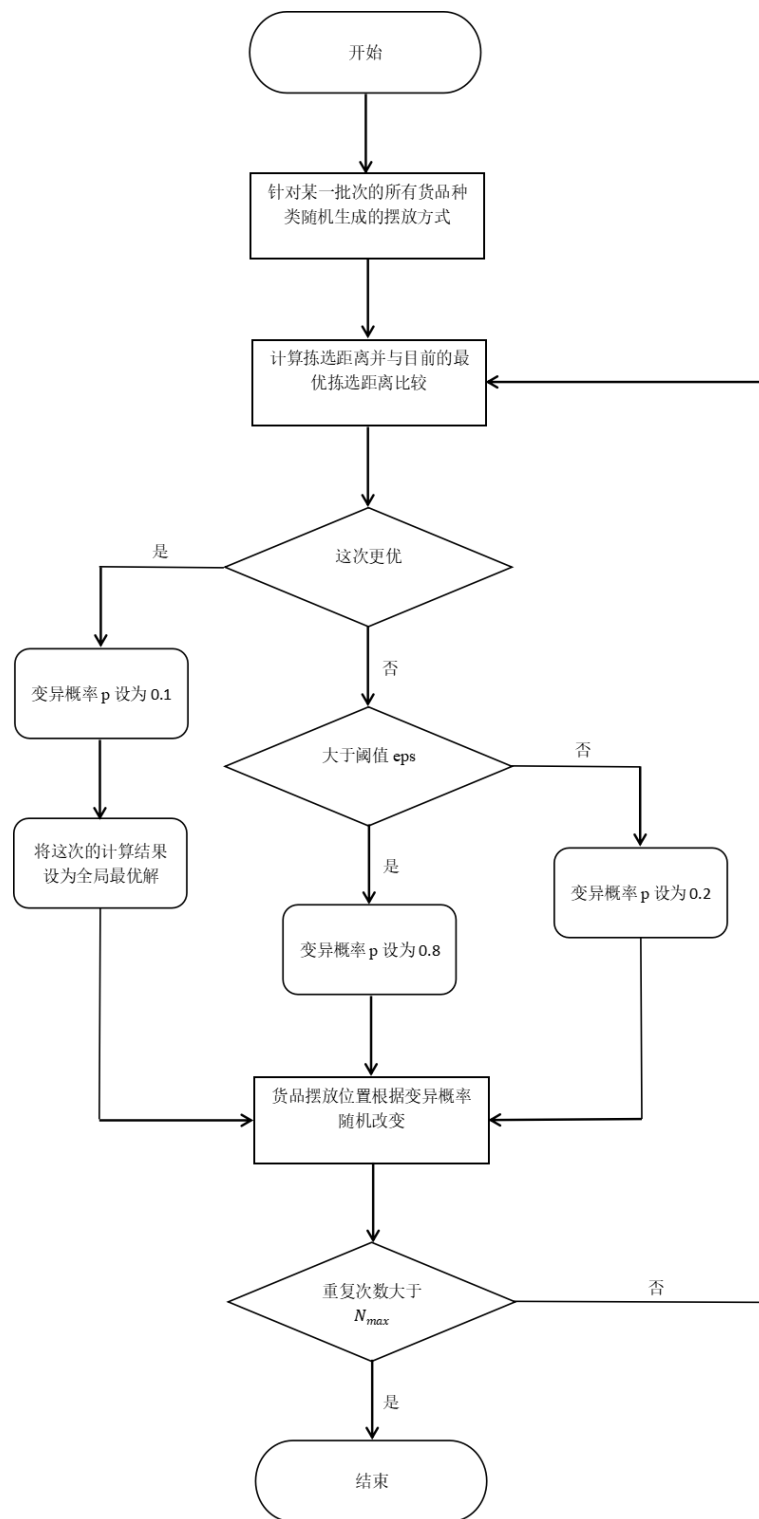 开始
针对某一批次的所有货品种
类随机生成的摆放方式
计算拣选距离并与目前的最
优拣选距离比较
这次更优
是
否
变异概率 p 设为 0.1
大于阈值 eps
否
将这次的计算结果
设为全局最优解
是
变异概率 p 设为 0.2
变异概率 p 设为 0.8
货品摆放位置根据变异概率
随机改变
重复次数大于
N_{max}
否
是
结束